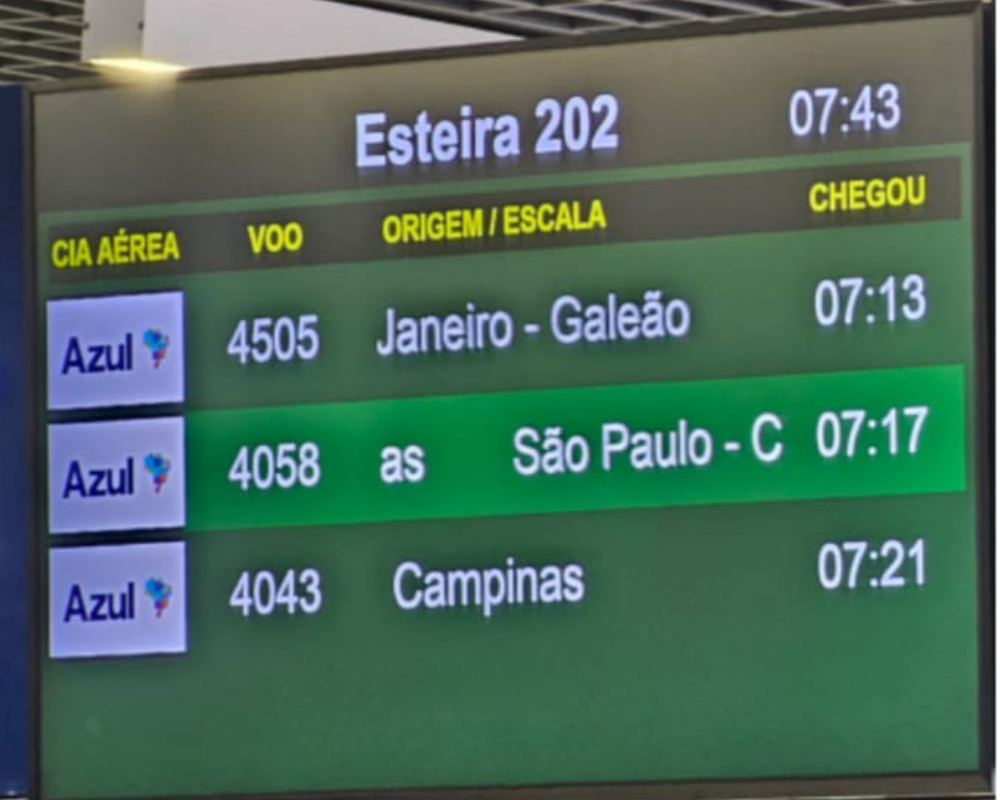 Esteira 202 07:43
CIA AÉREA VOO ORIGEM / ESCALA CHEGOU
Azul 4505 Janeiro - Galeão 07:13
Azul 4058 as São Paulo - C 07:17
Azul 4043 Campinas 07:21